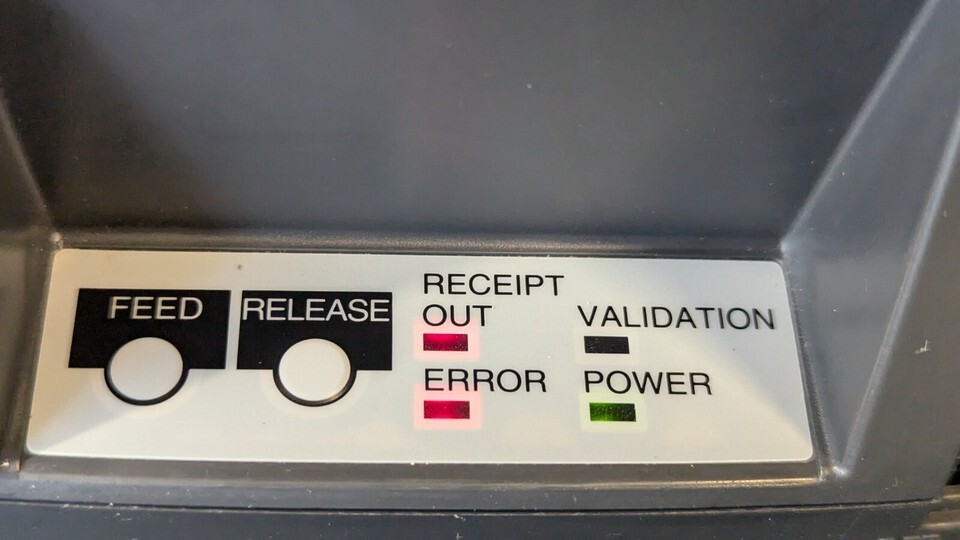 FEED
RELEASE
RECEIPT
OUT
VALIDATION
ERROR
POWER